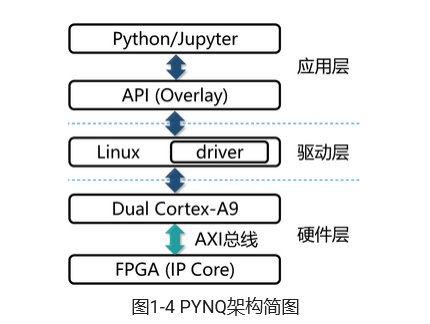 Python/Jupyter
应用层
API (Overlay)
Linux
driver
驱动层
Dual Cortex-A9
AXI总线
硬件层
FPGA (IP Core)
图1-4 PYNQ架构简图